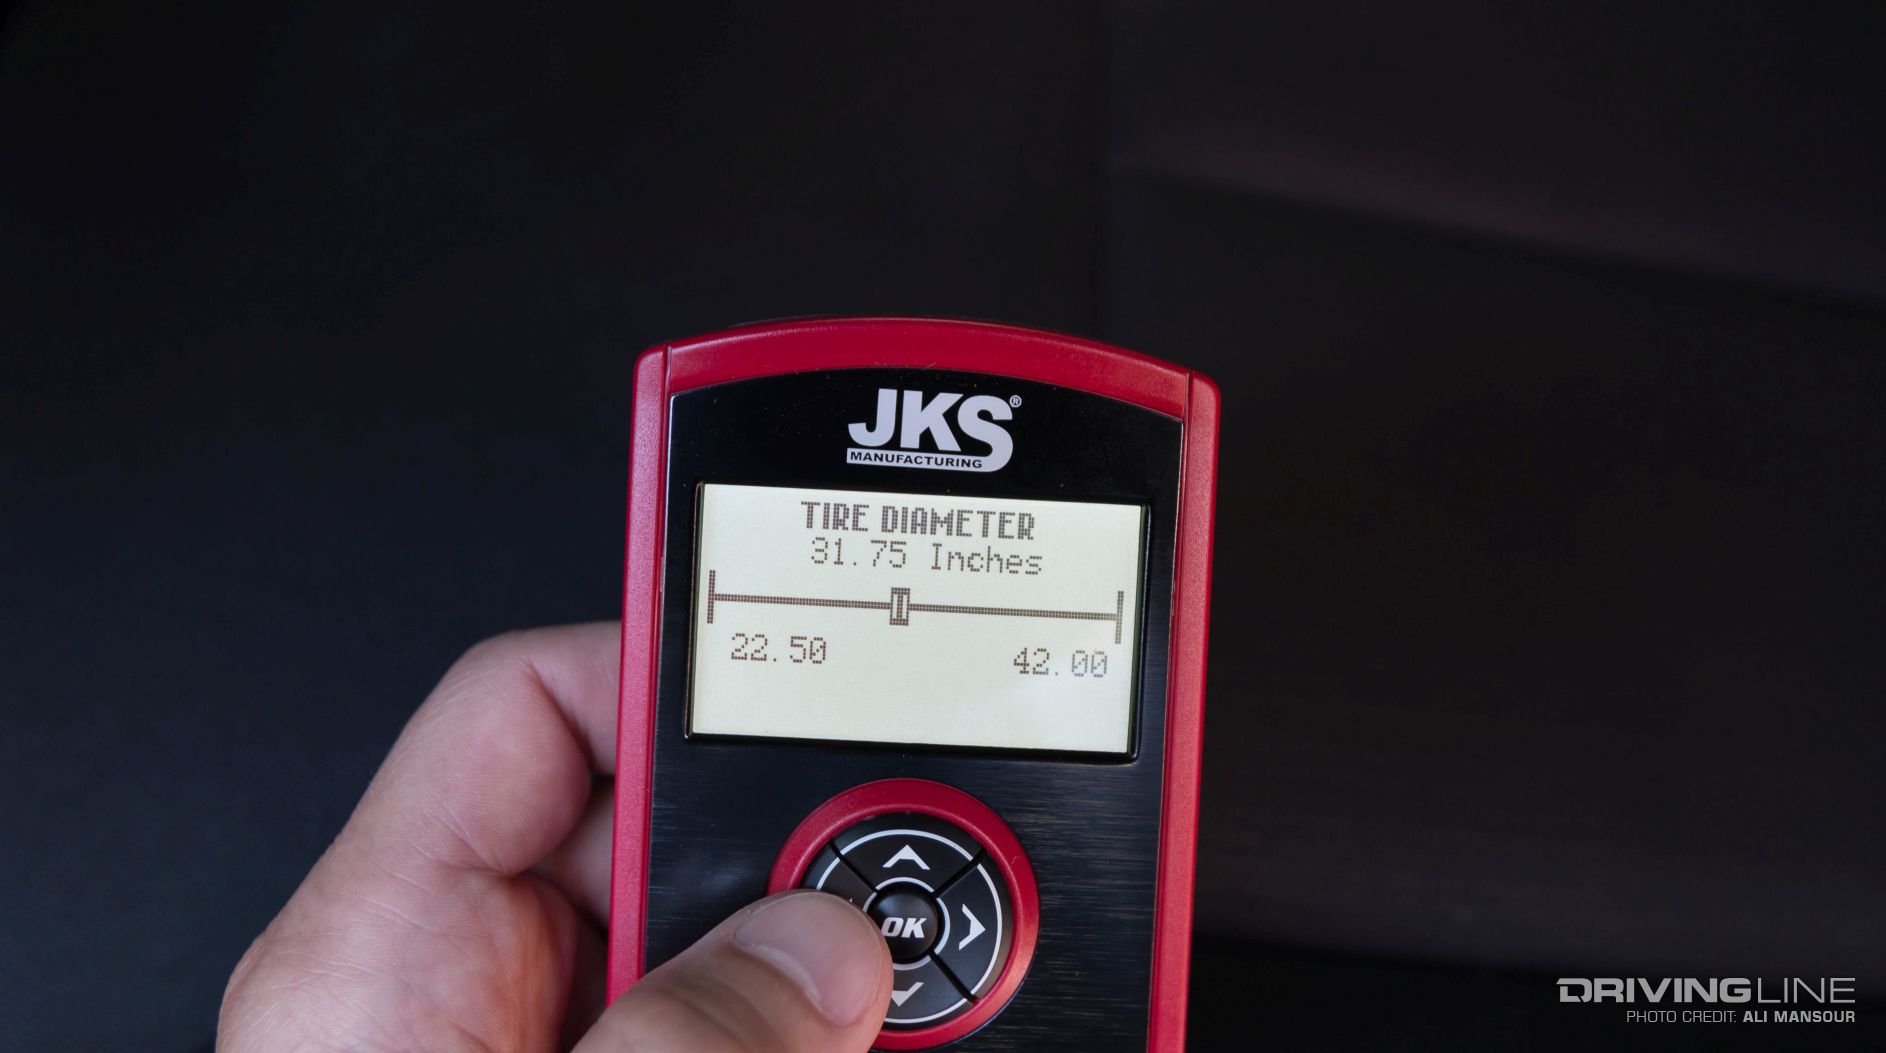 JKS®
MANUFACTURING
TIRE DIAMETER
31.75 Inches
22.50 42.00
OK
DRIVINGLINE
PHOTO CREDIT: ALI MANSOUR